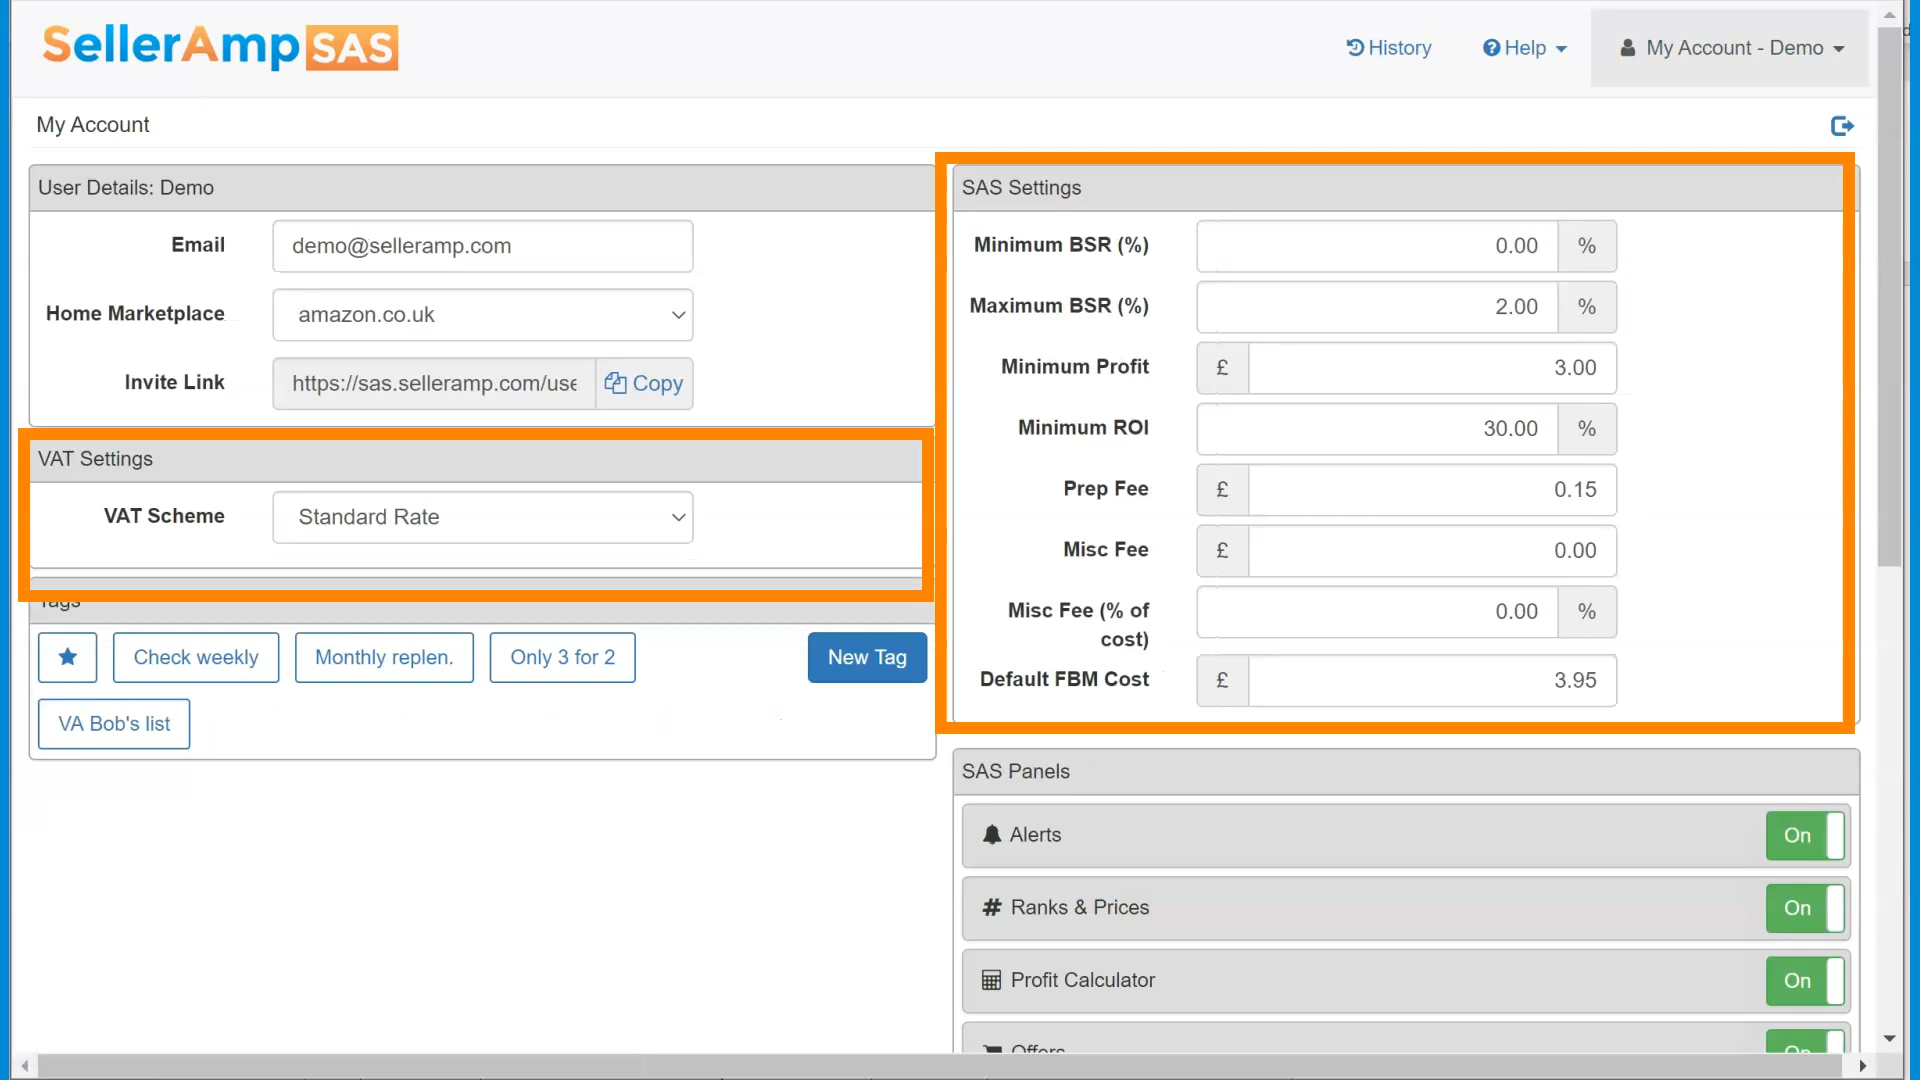 SellerAmp SAS
History
Help
My Account - Demo
My Account
User Details: Demo
Email
demo@selleramp.com
Home Marketplace
amazon.co.uk
Invite Link
https://sas.selleramp.com/use
Copy
VAT Settings
VAT Scheme
Standard Rate
Tags
Check weekly
Monthly replen.
Only 3 for 2
New Tag
VA Bob's list
SAS Settings
Minimum BSR (%)
0.00 %
Maximum BSR (%)
2.00 %
Minimum Profit
£ 3.00
Minimum ROI
30.00 %
Prep Fee
£ 0.15
Misc Fee
£ 0.00
Misc Fee (% of
cost)
0.00 %
Default FBM Cost
£ 3.95
SAS Panels
Alerts
On
# Ranks & Prices
On
Profit Calculator
On
Offers
On